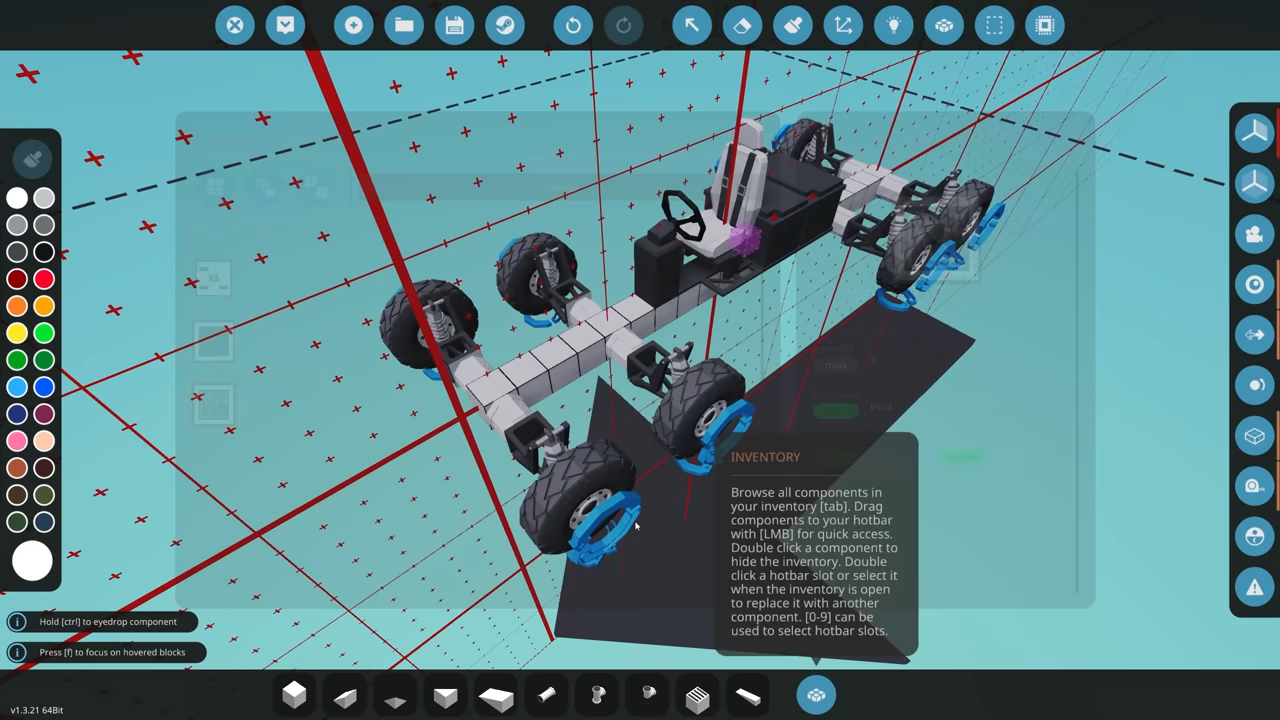 INVENTORY
Browse all components in
your inventory [tab]. Drag
components to your hotbar
with [LMB] for quick access.
Double click a component to
hide the inventory. Double
click a hotbar slot or select it
when the inventory is open
to replace it with another
component. [0-9] can be
used to select hotbar slots.
mass
input
Hold [ctrl] to eyedrop component
Press [f] to focus on hovered blocks
v1.3.21 64Bit